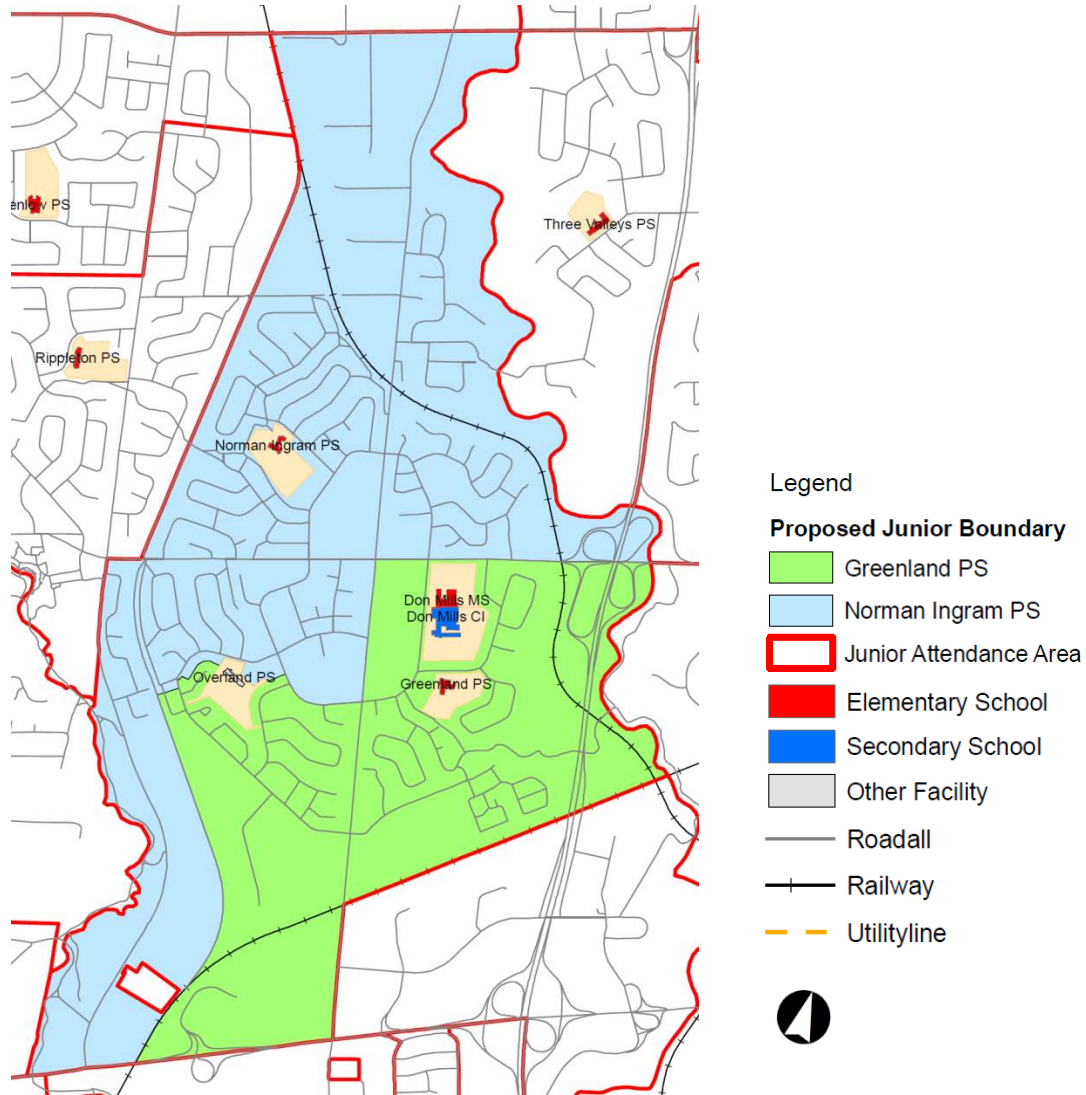 enlow PS
Three Valleys PS
Rippleton PS
Norman Ingram PS
Don Mills MS
Don Mills CI
Overland PS
Greenland PS
Legend
Proposed Junior Boundary
Greenland PS
Norman Ingram PS
Junior Attendance Area
Elementary School
Secondary School
Other Facility
Roadall
Railway
Utilityline